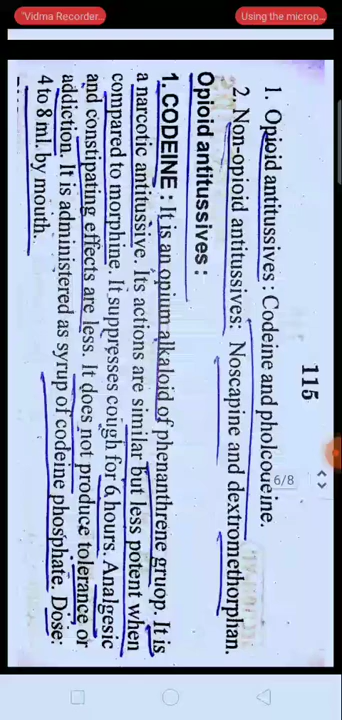 "Vidma Recorder...
Using the microp...
115
6/8
1. Opioid antitussives : Codeine and pholcoueine.
2. Non-opioid antitussives: Noscapine and dextromethorphan.
Opioid antitussives :
1. CODEINE : It is an opium alkaloid of phenanthrene gruop. It is
a narcotic antitussive. Its actions are similar but less potent when
compared to morphine. It suppresses cough for 6 hours. Analgesic
and constipating effects are less. It does not produce tolerance or
addiction. It is administered as syrup of codeine phosphate. Dose:
4 to 8 ml. by mouth.